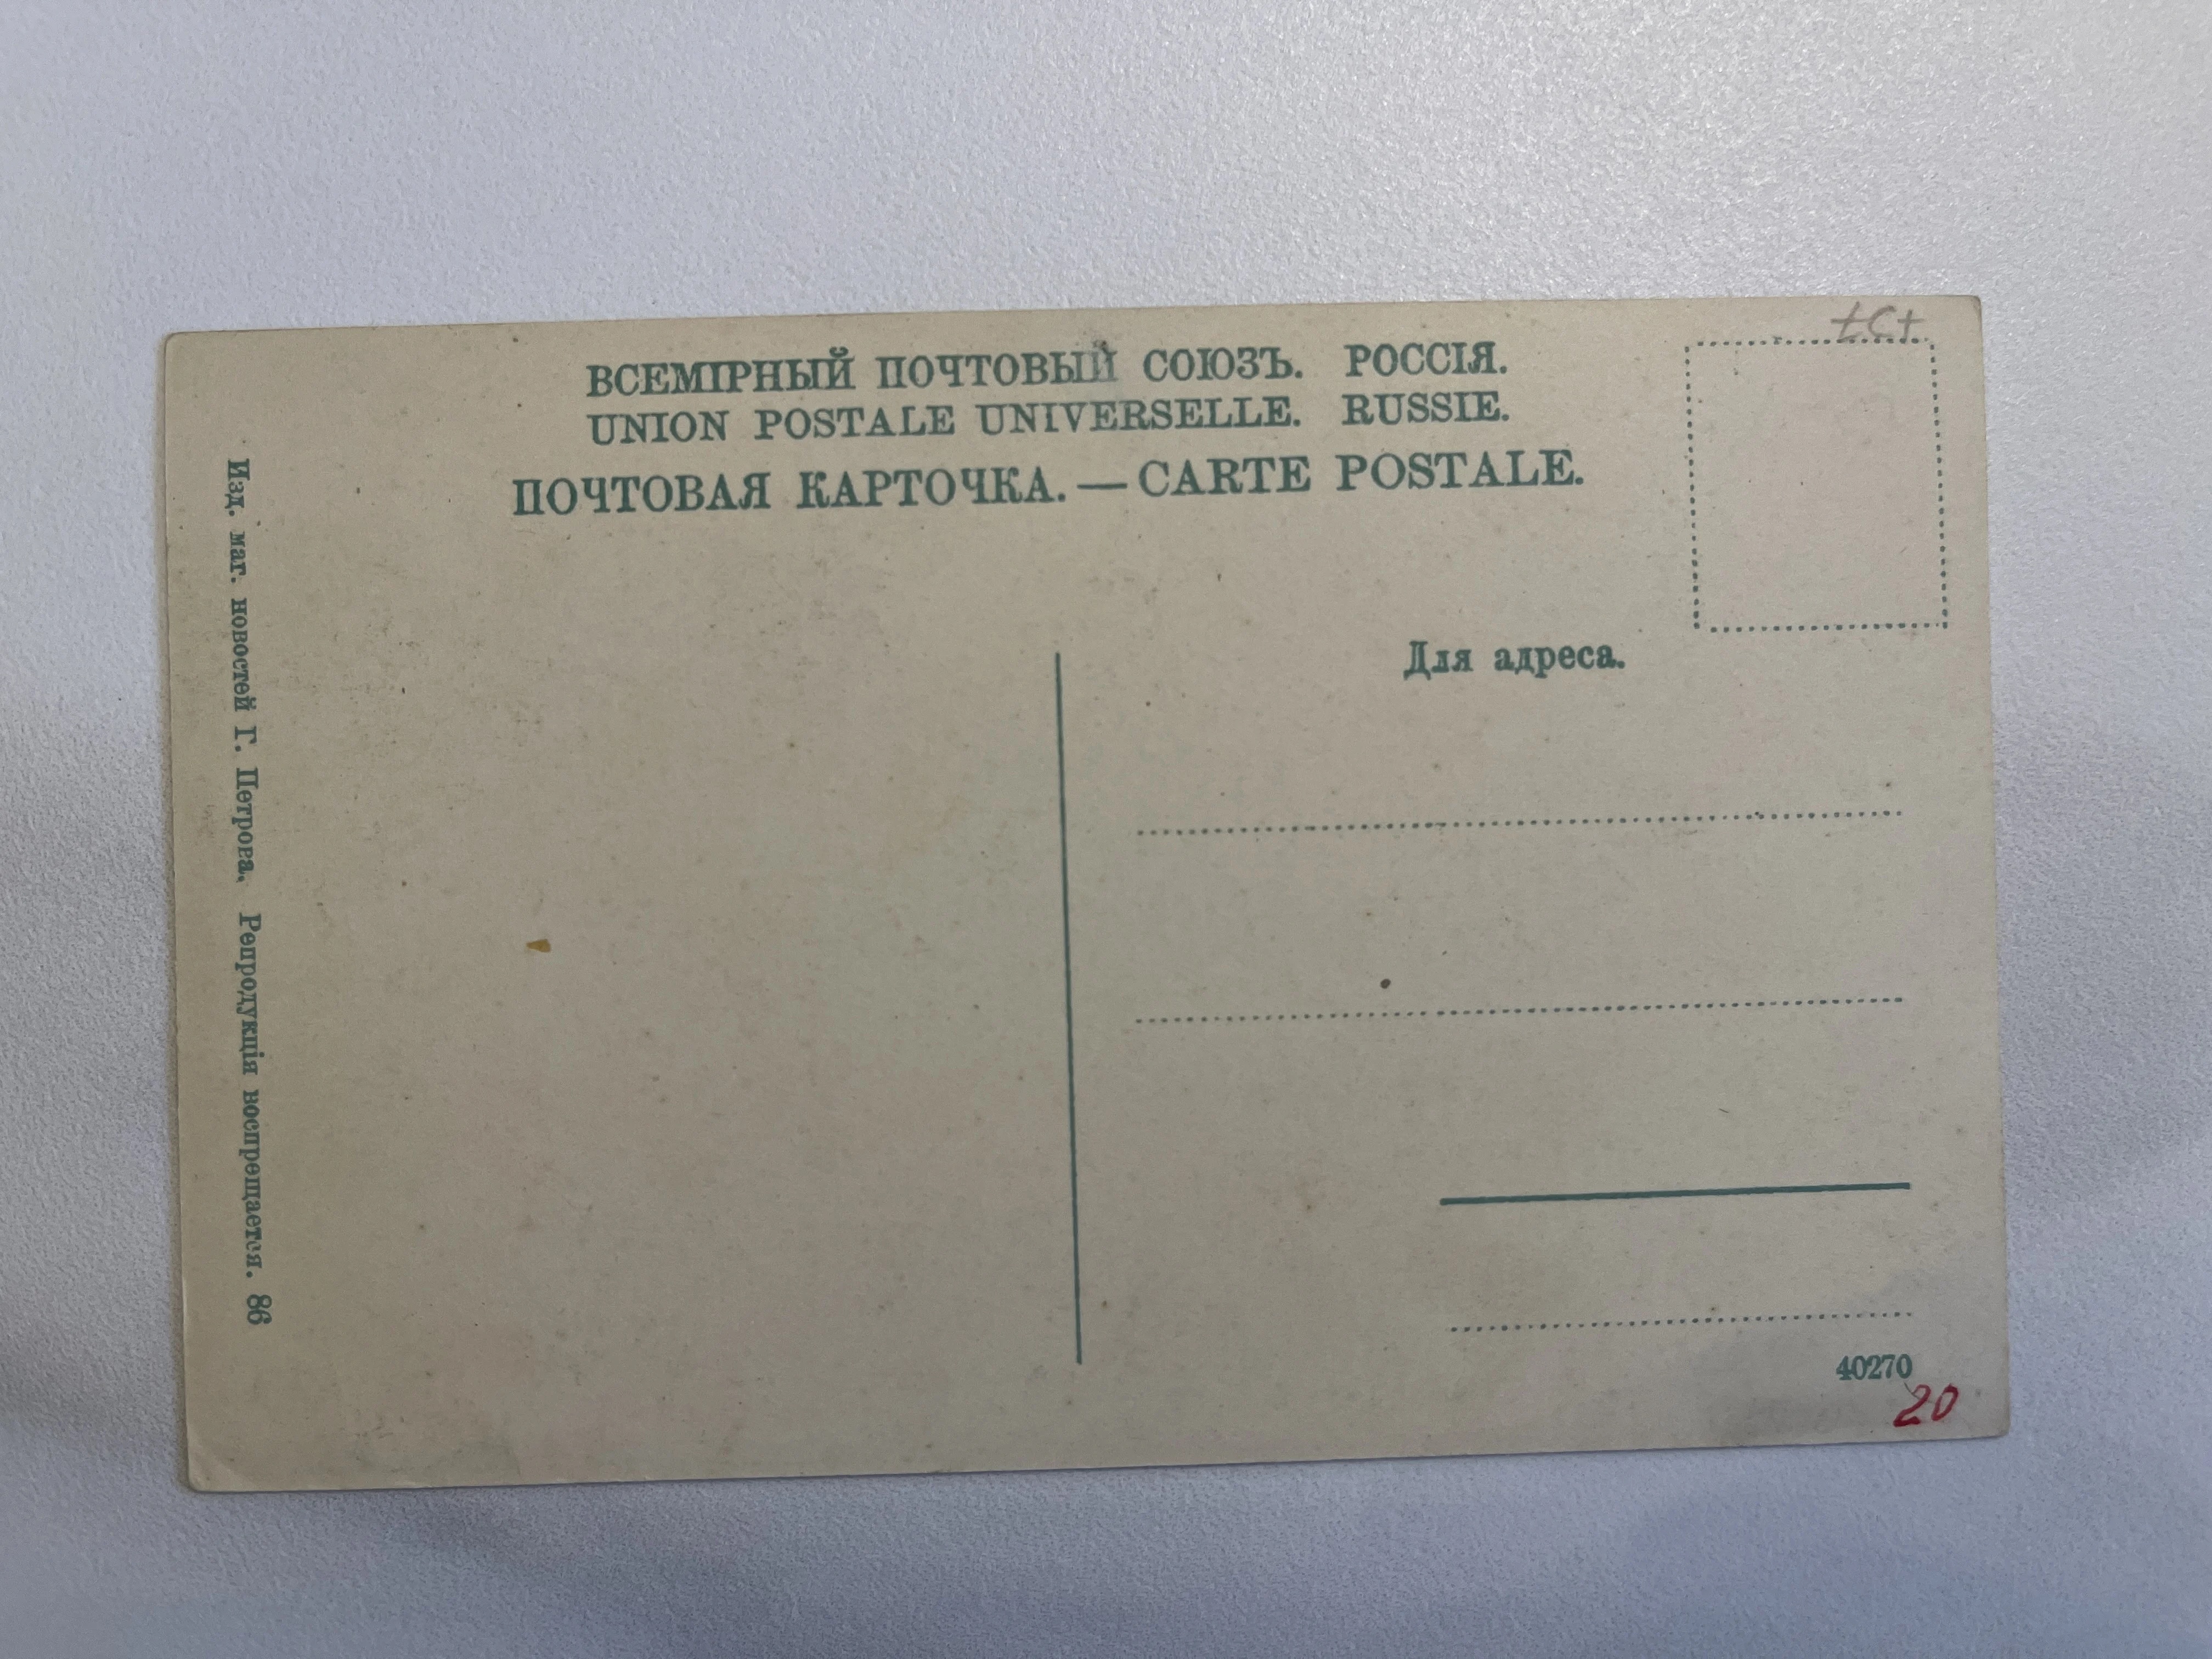 ВСЕМІРНЫЙ ПОЧТОВЫЙ СОЮЗЪ. РОССІЯ.
UNION POSTALE UNIVERSELLE. RUSSIE.
ПОЧТОВАЯ КАРТОЧКА. — CARTE POSTALE.
Для адреса.
40270
20
Изд. маг. новостей Г. Петрова. Репродукція воспрещается. 86